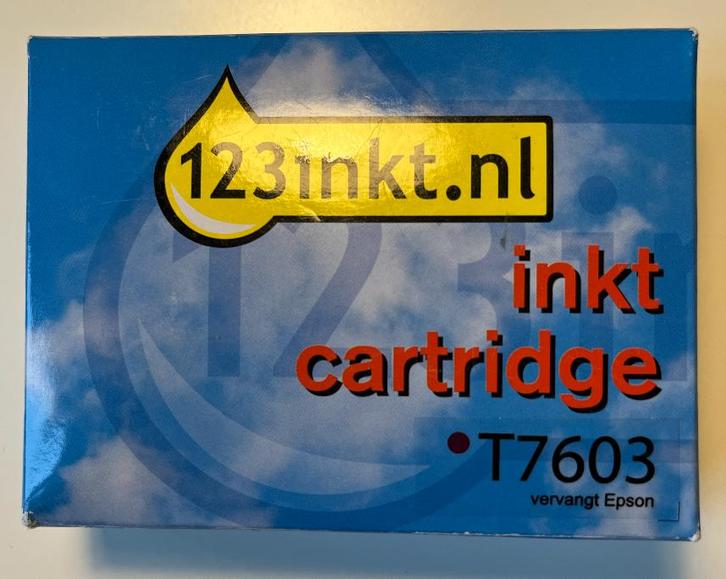 123inkt.nl
inkt
cartridge
T7603
vervangt Epson